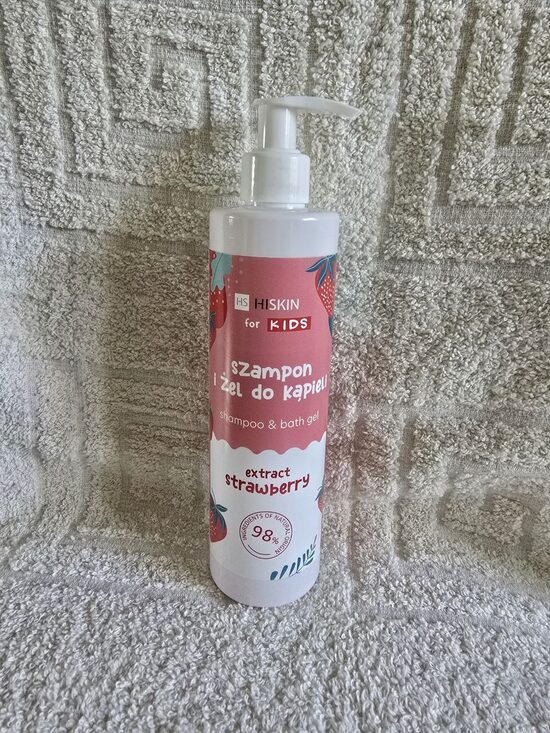 HS HISKIN
for KIDS
szampon
i żel do kąpieli
shampoo & bath gel
extract
strawberry
INGREDIENTS OF NATURAL ORIGIN
98%